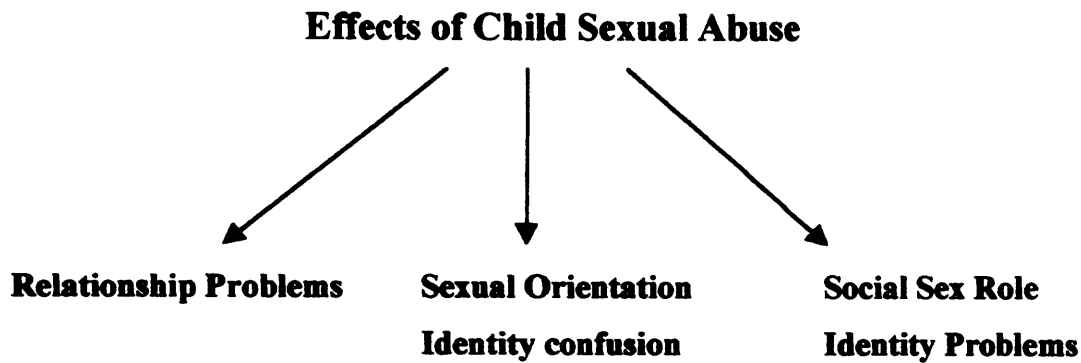 Effects of Child Sexual Abuse
Relationship Problems
Sexual Orientation
Identity confusion
Social Sex Role
Identity Problems